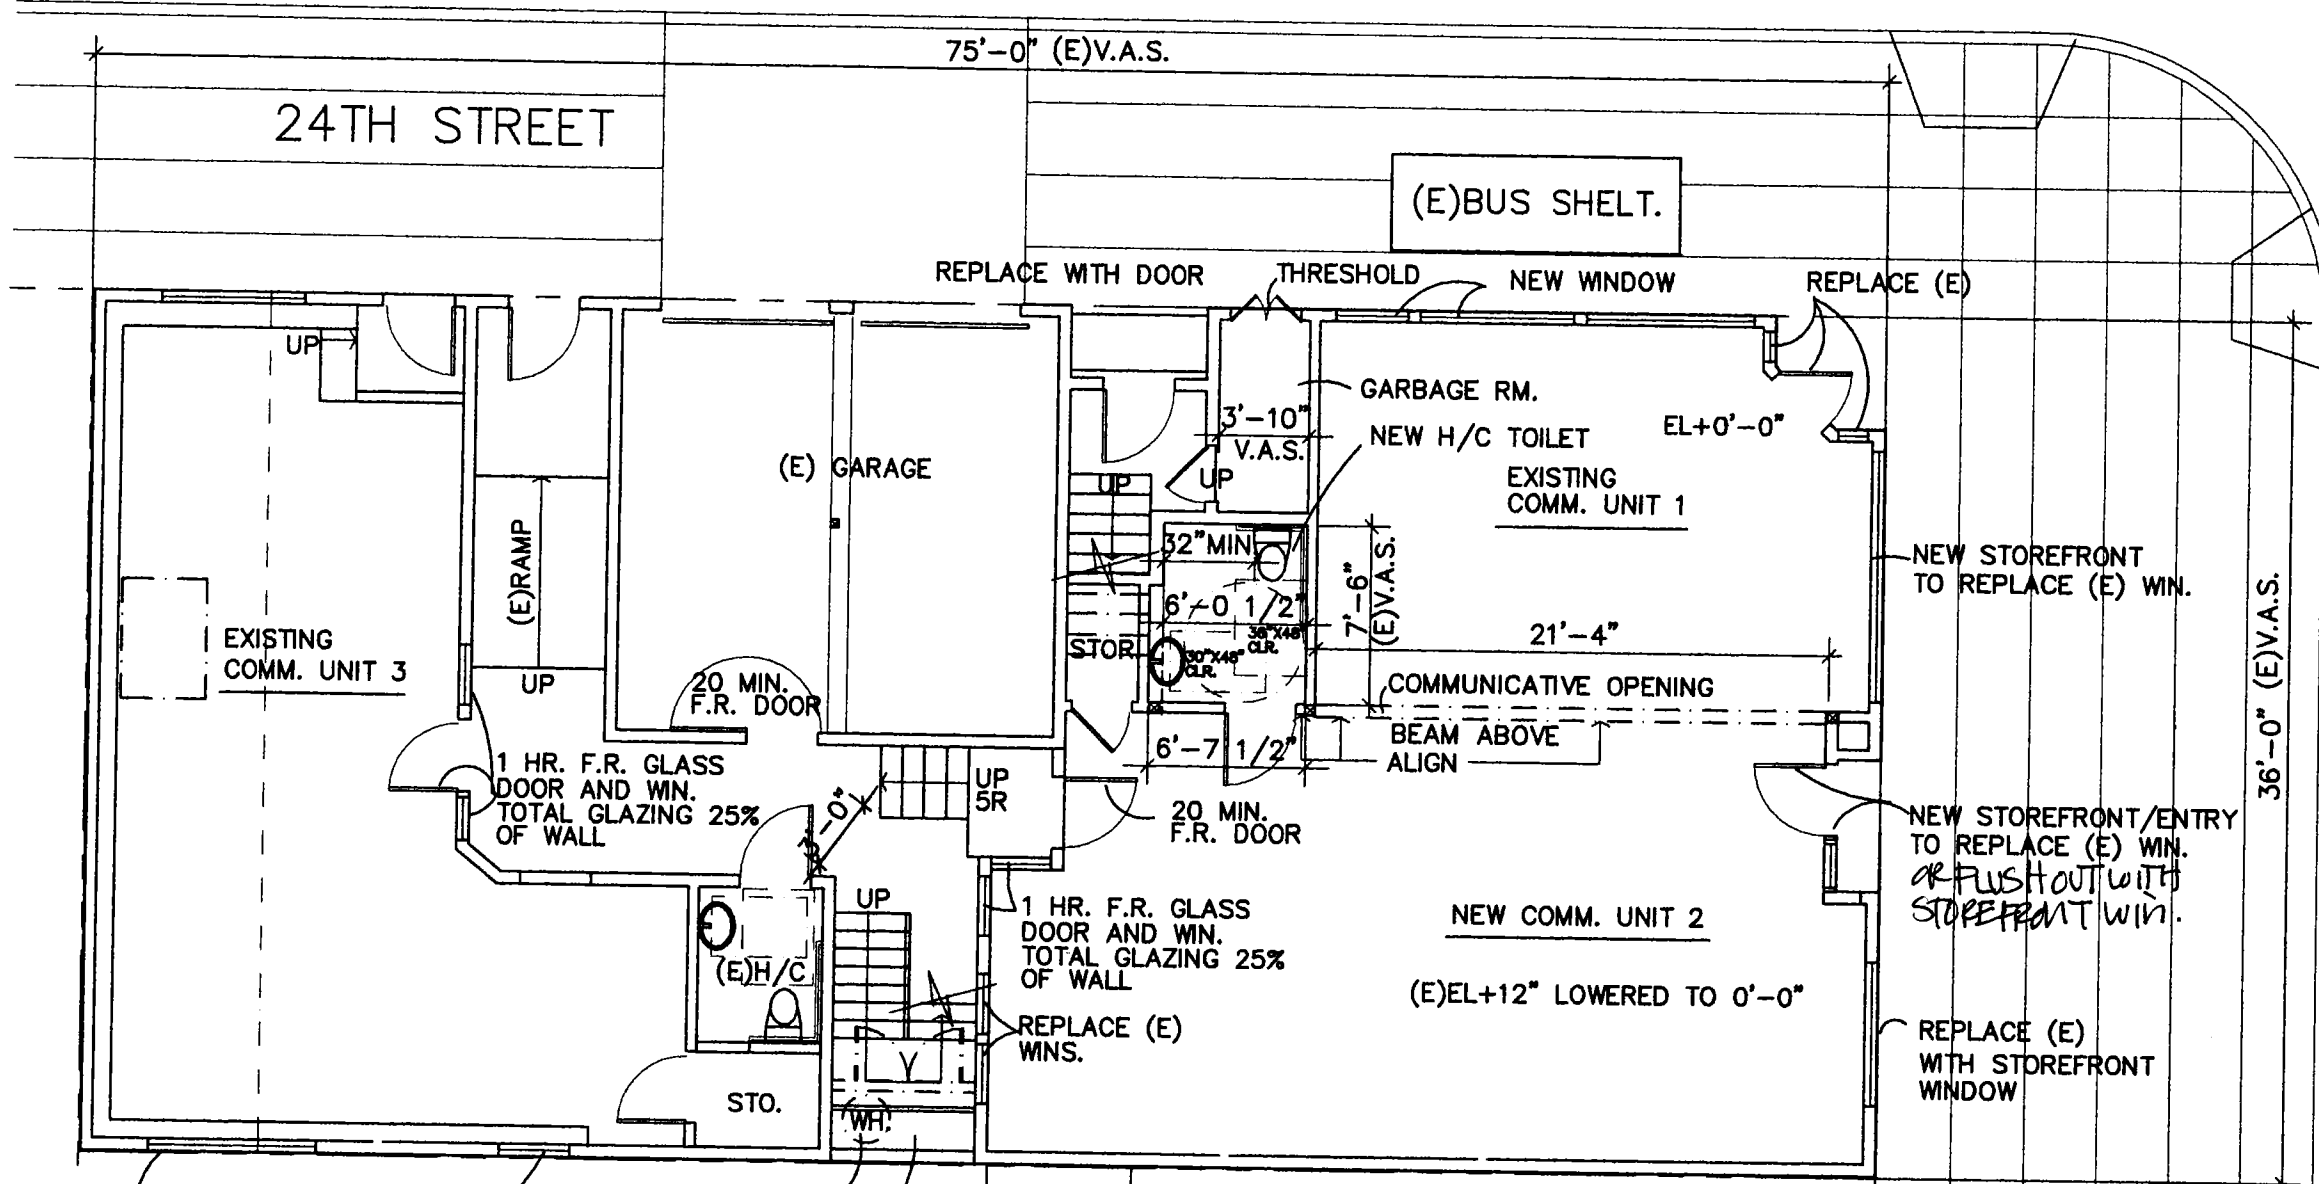 75'-0" (E)V.A.S.
24TH STREET
(E)BUS SHELT.
REPLACE WITH DOOR
THRESHOLD
NEW WINDOW
REPLACE (E)
UP
GARBAGE RM.
3'-10"
V.A.S.
NEW H/C TOILET
EL+0'-0"
(E) GARAGE
UP
UP
EXISTING
COMM. UNIT 1
(E)RAMP
32"MIN
7'-6"
(E)V.A.S.
NEW STOREFRONT
TO REPLACE (E) WIN.
36'-0" (E)V.A.S.
6'-0 1/2"
36"X48"
CLR.
30"X48"
CLR.
21'-4"
EXISTING
COMM. UNIT 3
STOR
UP
20 MIN.
F.R. DOOR
COMMUNICATIVE OPENING
BEAM ABOVE
ALIGN
6'-7 1/2"
1 HR. F.R. GLASS
DOOR AND WIN.
TOTAL GLAZING 25%
OF WALL
UP
5R
20 MIN.
F.R. DOOR
NEW STOREFRONT/ENTRY
TO REPLACE (E) WIN.
OR FLUSH OUT WITH
STOREFRONT WIN.
UP
1 HR. F.R. GLASS
DOOR AND WIN.
TOTAL GLAZING 25%
OF WALL
NEW COMM. UNIT 2
(E)H/C
(E)EL+12" LOWERED TO 0'-0"
REPLACE (E)
WINS.
REPLACE (E)
WITH STOREFRONT
WINDOW
STO.
WH.